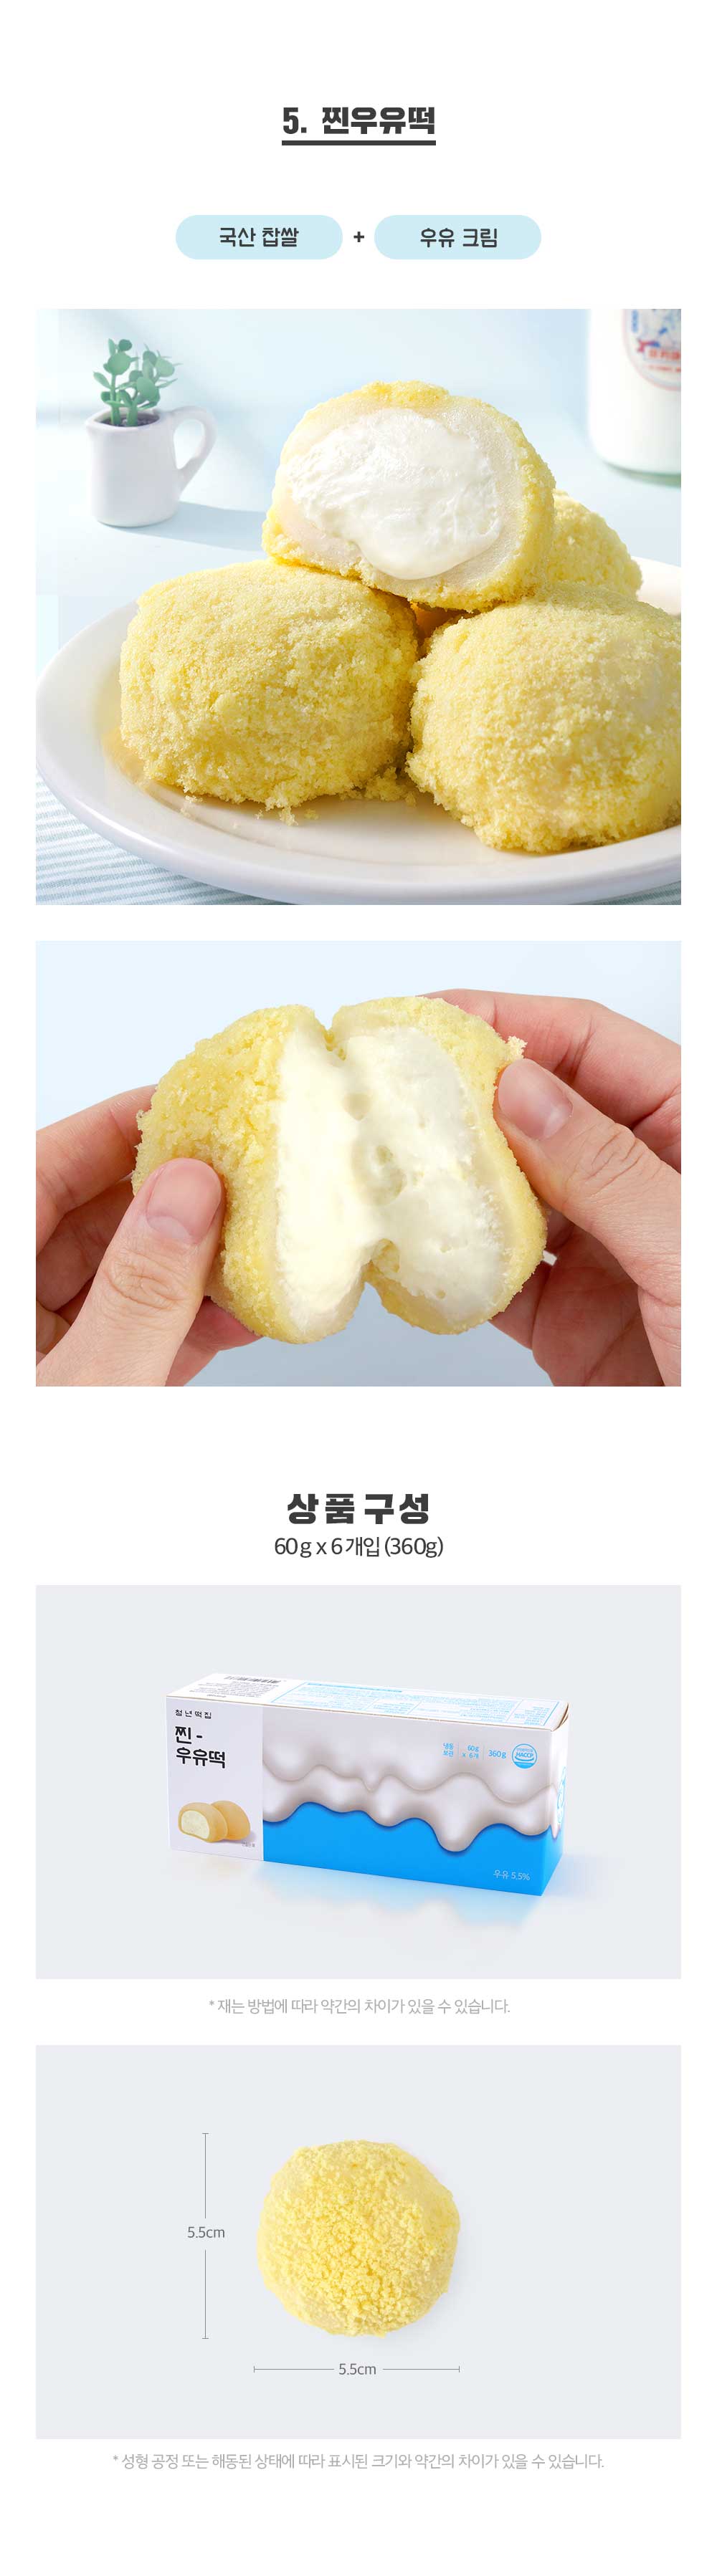 5. 찐우유떡
국산 찹쌀 + 우유 크림
상품구성
60g x 6개입 (360g)
청년떡집
찐-
우유떡
냉동
보관
60g
x 6개
360g
HACCP
우유 5.5%
* 재는 방법에 따라 약간의 차이가 있을 수 있습니다.
5.5cm
5.5cm
* 성형 공정 또는 해동된 상태에 따라 표시된 크기와 약간의 차이가 있을 수 있습니다.